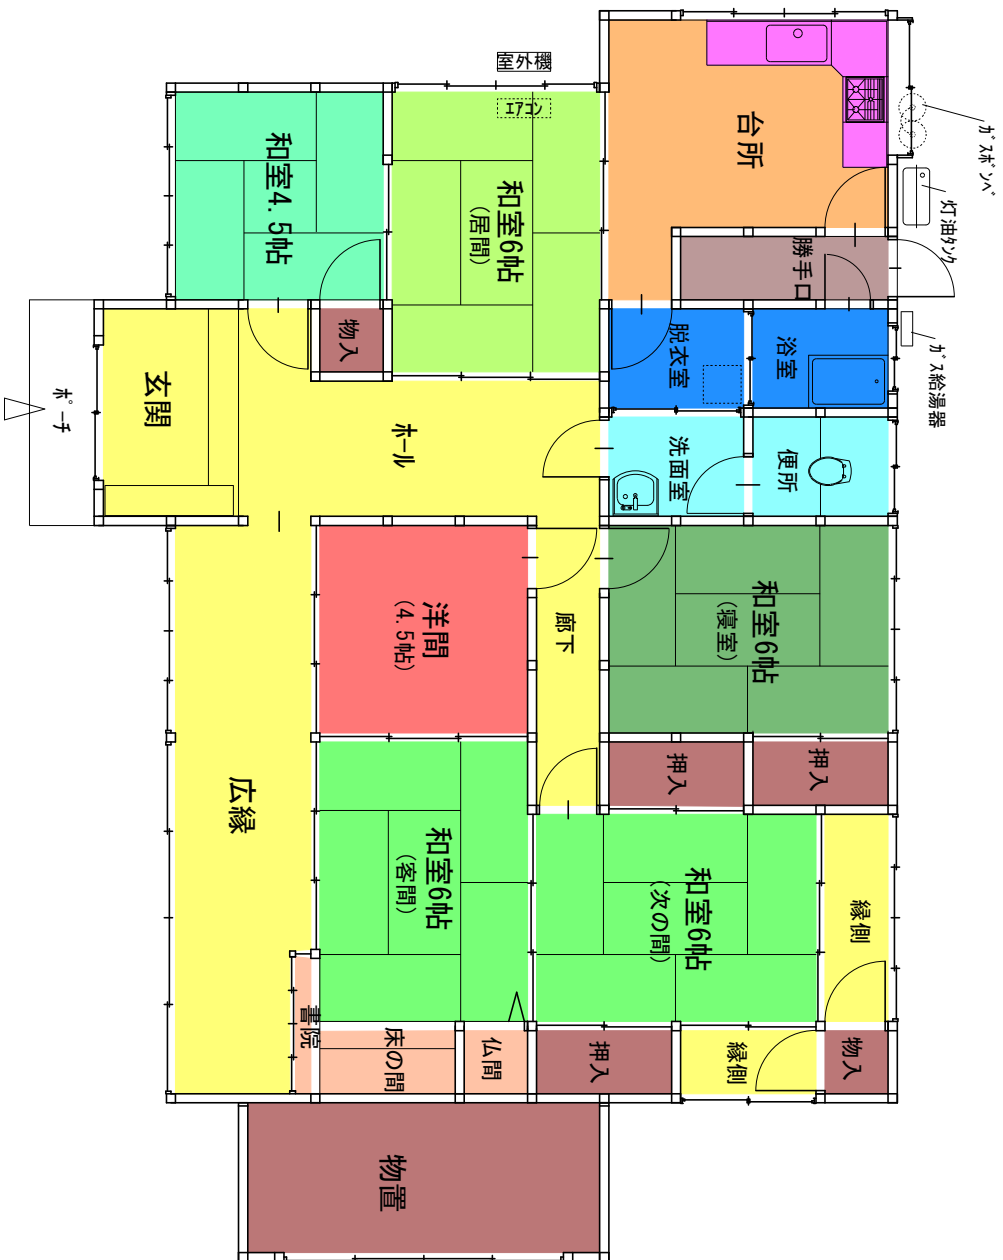 室外機
エアコン
台所
ガスボンベ
灯油タンク
勝手口
ガス給湯器
和室4.5帖
和室6帖
(居間)
物入
脱衣室
浴室
玄関
ポーチ
ホール
洗面室
便所
洋間
(4.5帖)
廊下
和室6帖
(寝室)
押入
押入
広縁
和室6帖
(客間)
和室6帖
(次の間)
縁側
書院
床の間
仏間
押入
縁側
物入
物置